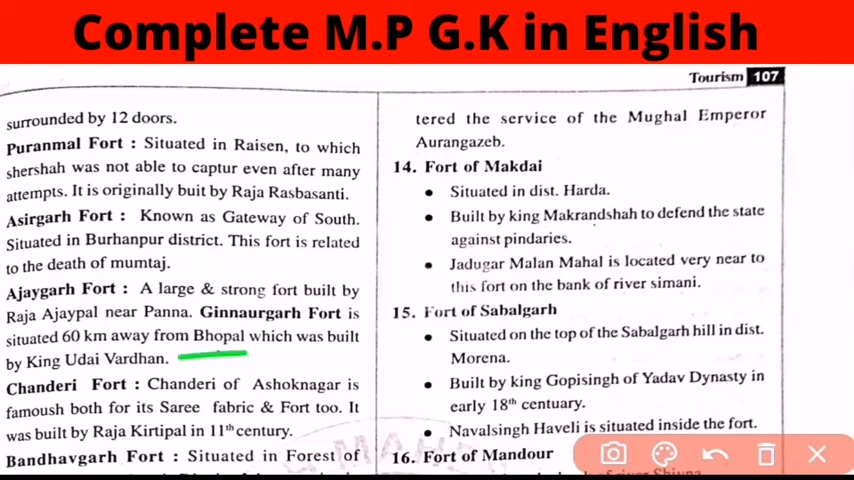 Complete M.P G.K in English
Tourism 107
surrounded by 12 doors.
Puranmal Fort : Situated in Raisen, to which
shershah was not able to captur even after many
attempts. It is originally buit by Raja Rasbasanti.
Asirgarh Fort : Known as Gateway of South.
Situated in Burhanpur district. This fort is related
to the death of mumtaj.
Ajaygarh Fort : A large & strong fort built by
Raja Ajaypal near Panna. Ginnaurgarh Fort is
situated 60 km away from Bhopal which was built
by King Udai Vardhan.
Chanderi Fort : Chanderi of Ashoknagar is
famoush both for its Saree fabric & Fort too. It
was built by Raja Kirtipal in 11th century.
Bandhavgarh Fort : Situated in Forest of
tered the service of the Mughal Emperor
Aurangazeb.
14. Fort of Makdai
• Situated in dist. Harda.
• Built by king Makrandshah to defend the state
against pindaries.
• Jadugar Malan Mahal is located very near to
this fort on the bank of river simani.
15. Fort of Sabalgarh
• Situated on the top of the Sabalgarh hill in dist.
Morena.
• Built by king Gopisingh of Yadav Dynasty in
early 18th centuary.
• Navalsingh Haveli is situated inside the fort.
16. Fort of Mandour